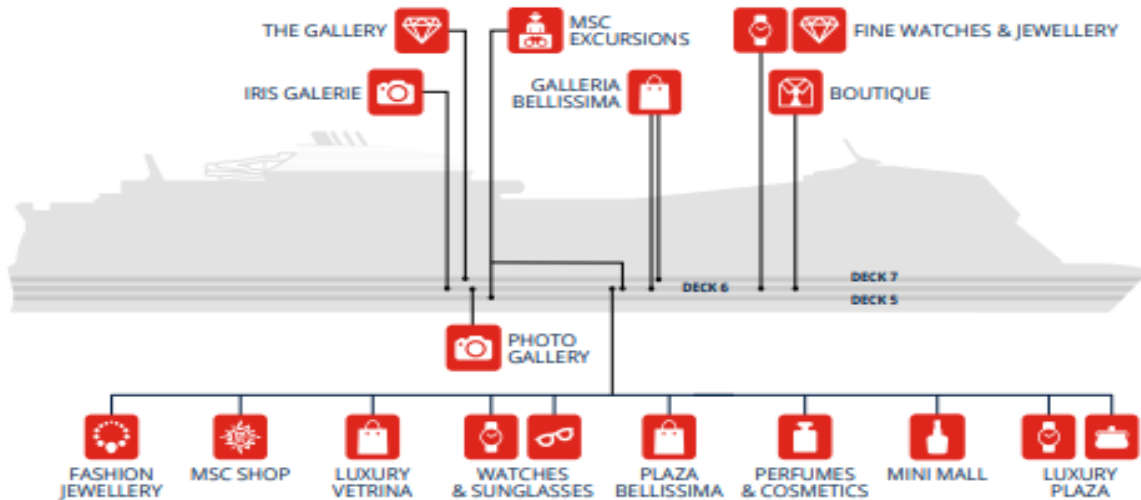 THE GALLERY
MSC
EXCURSIONS
FINE WATCHES & JEWELLERY
IRIS GALERIE
GALLERIA
BELLISSIMA
BOUTIQUE
DECK 7
DECK 6
DECK 5
PHOTO
GALLERY
FASHION
JEWELLERY
MSC SHOP
LUXURY
VETRINA
WATCHES
& SUNGLASSES
PLAZA
BELLISSIMA
PERFUMES
& COSMETICS
MINI MALL
LUXURY
PLAZA